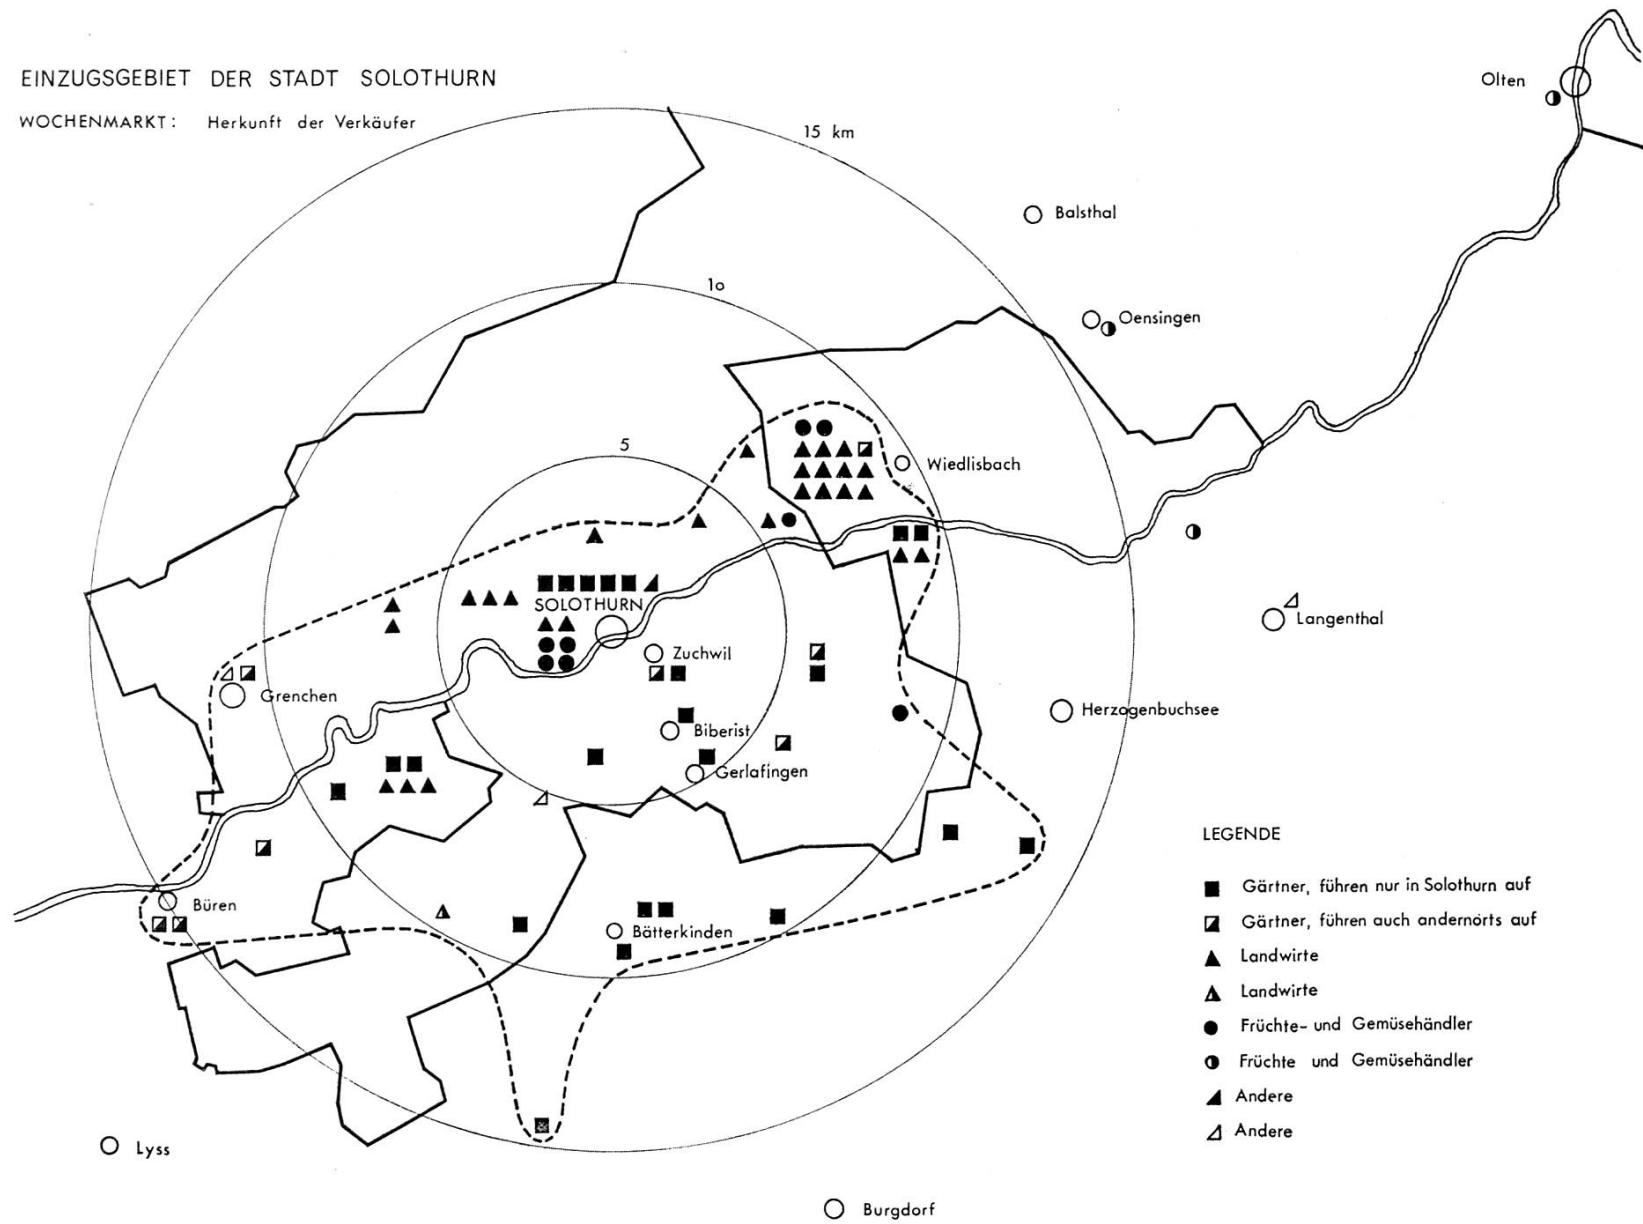 EINZUGSGEBIET DER STADT SOLOTHURN
WOCHENMARKT: Herkunft der Verkäufer
Olten
15 km
Balsthal
1o
Oensingen
5
Wiedlisbach
SOLOTHURN
Langenthal
Zuchwil
Grenchen
Herzogenbuchsee
Biberist
Gerlafingen
LEGENDE
Gärtner, führen nur in Solothurn auf
Büren
Gärtner, führen auch andernorts auf
Bätterkinden
Landwirte
Landwirte
Früchte- und Gemüsehändler
Früchte und Gemüsehändler
Andere
Andere
Lyss
Burgdorf